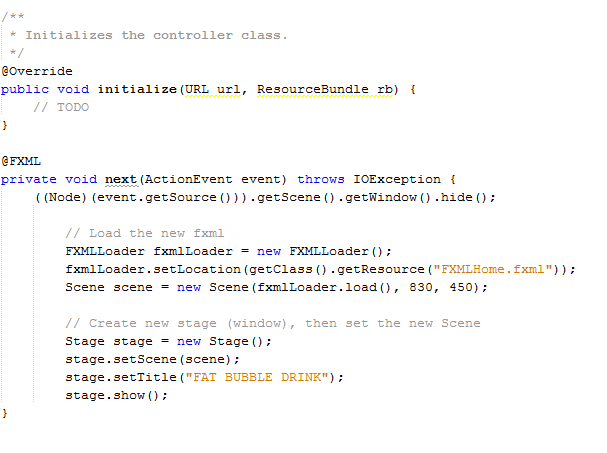 /**
 * Initializes the controller class.
 */
@Override
public void initialize(URL url, ResourceBundle rb) {
    // TODO
}

@FXML
private void next(ActionEvent event) throws IOException {
    ((Node)(event.getSource())).getScene().getWindow().hide();

        // Load the new fxml
        FXMLLoader fxmlLoader = new FXMLLoader();
        fxmlLoader.setLocation(getClass().getResource("FXMLHome.fxml"));
        Scene scene = new Scene(fxmlLoader.load(), 830, 450);

        // Create new stage (window), then set the new Scene
        Stage stage = new Stage();
        stage.setScene(scene);
        stage.setTitle("FAT BUBBLE DRINK");
        stage.show();
}